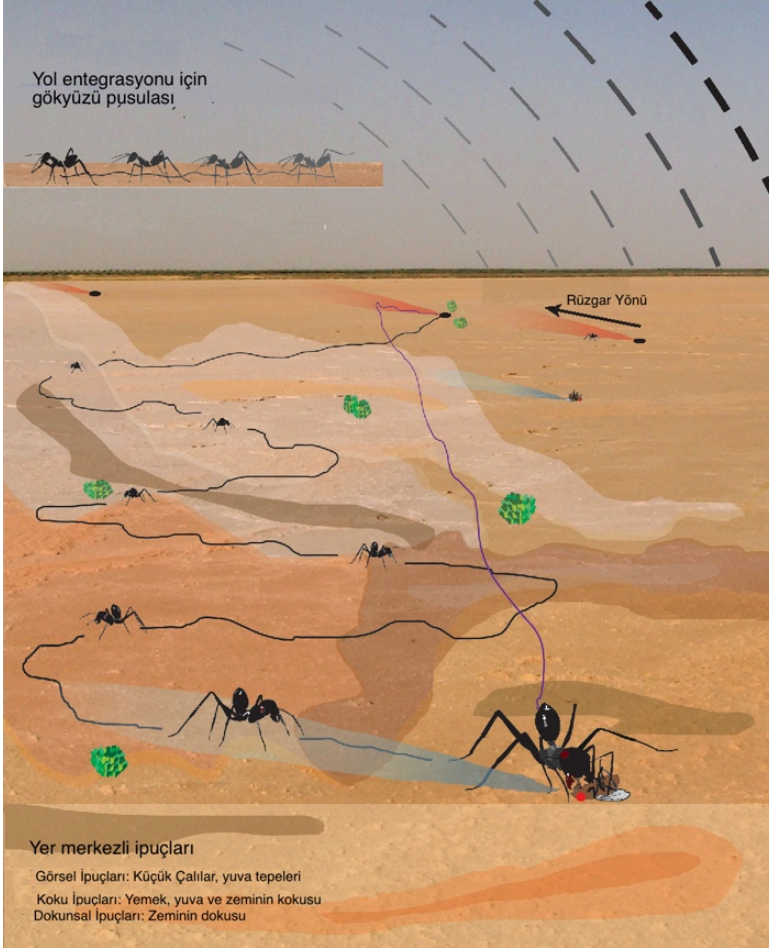 Yol entegrasyonu için
gökyüzü pusulası
Rüzgar Yönü
Yer merkezli ipuçları
Görsel İpuçları: Küçük Çalılar, yuva tepeleri
Koku İpuçları: Yemek, yuva ve zeminin kokusu
Dokunsal İpuçları: Zeminin dokusu